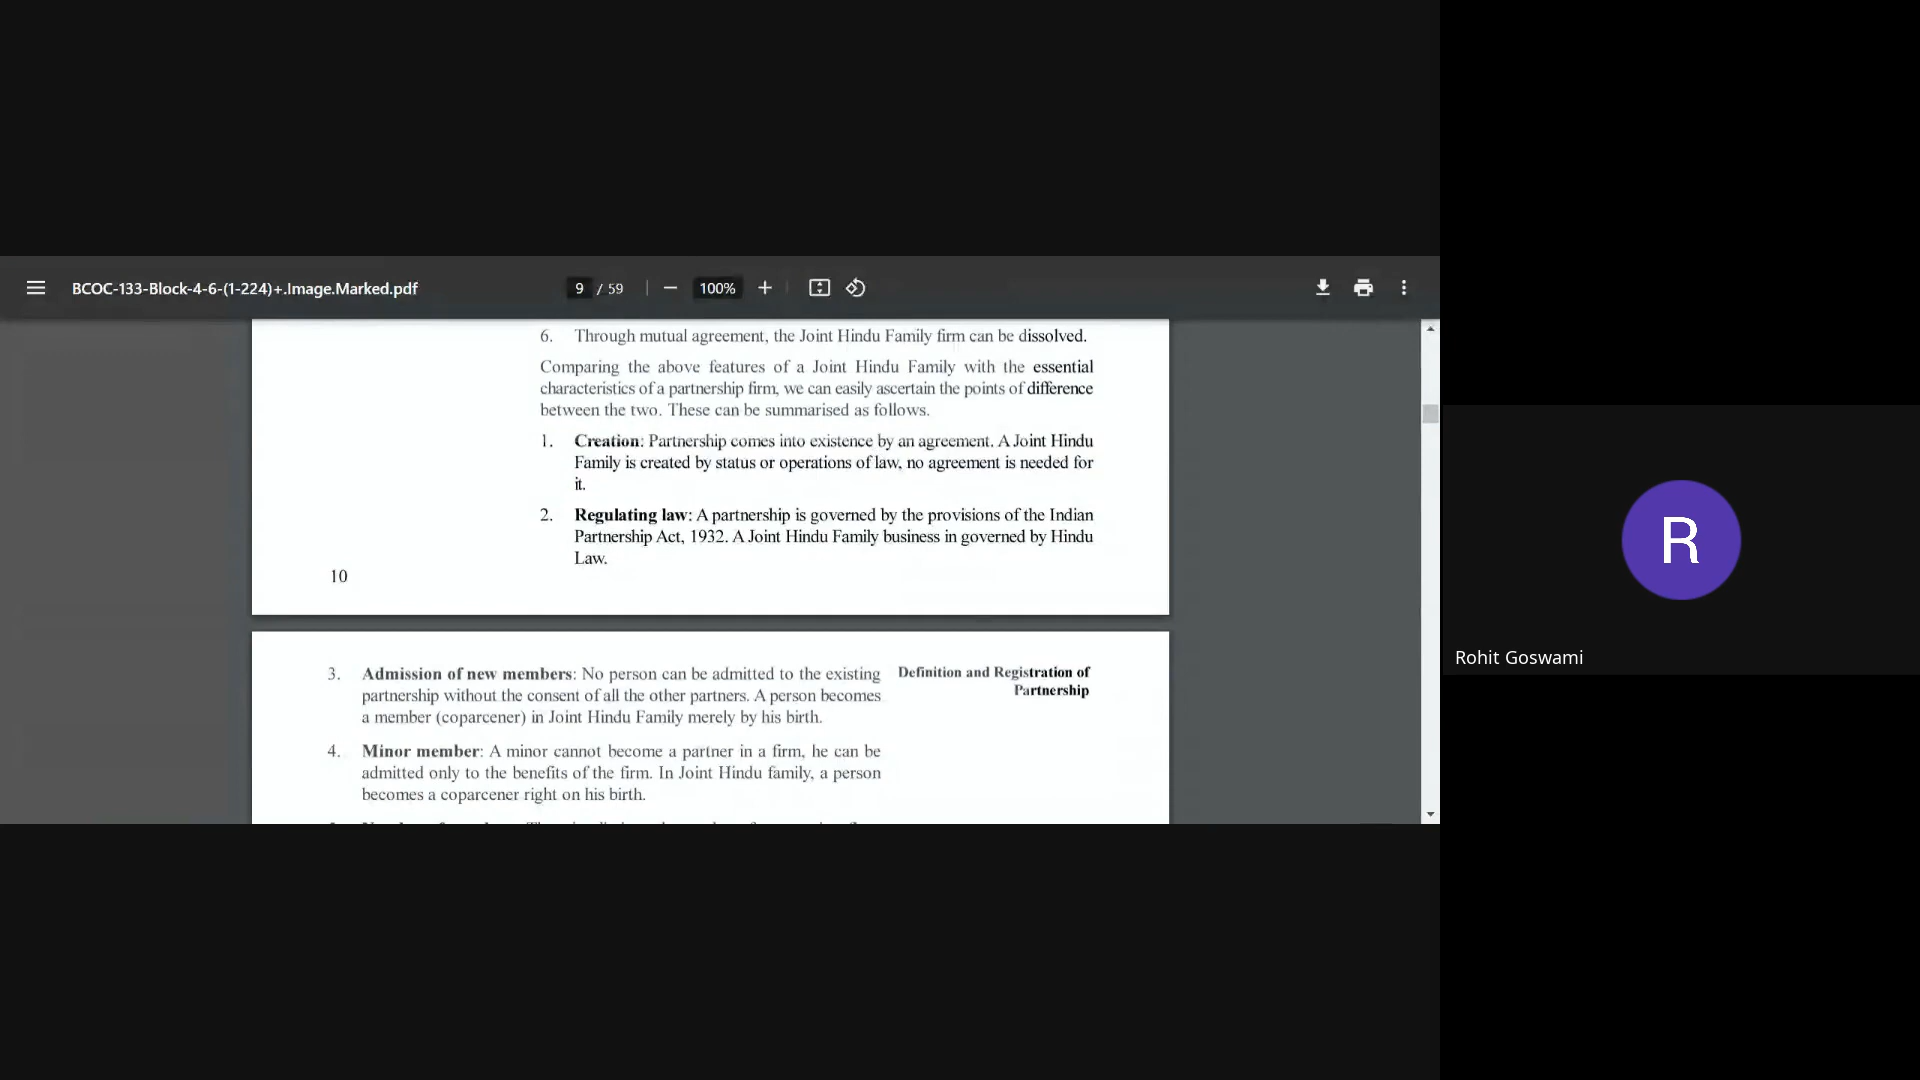 BCOC-133-Block-4-6-(1-224)+.Image.Marked.pdf
9 / 59
100%
6. Through mutual agreement, the Joint Hindu Family firm can be dissolved.
Comparing the above features of a Joint Hindu Family with the essential
characteristics of a partnership firm, we can easily ascertain the points of difference
between the two. These can be summarised as follows.
1. Creation: Partnership comes into existence by an agreement. A Joint Hindu
Family is created by status or operations of law, no agreement is needed for
it.
2. Regulating law: A partnership is governed by the provisions of the Indian
Partnership Act, 1932. A Joint Hindu Family business in governed by Hindu
Law.
10
3. Admission of new members: No person can be admitted to the existing
partnership without the consent of all the other partners. A person becomes
a member (coparcener) in Joint Hindu Family merely by his birth.
4. Minor member: A minor cannot become a partner in a firm, he can be
admitted only to the benefits of the firm. In Joint Hindu family, a person
becomes a coparcener right on his birth.
Definition and Registration of
Partnership
R
Rohit Goswami